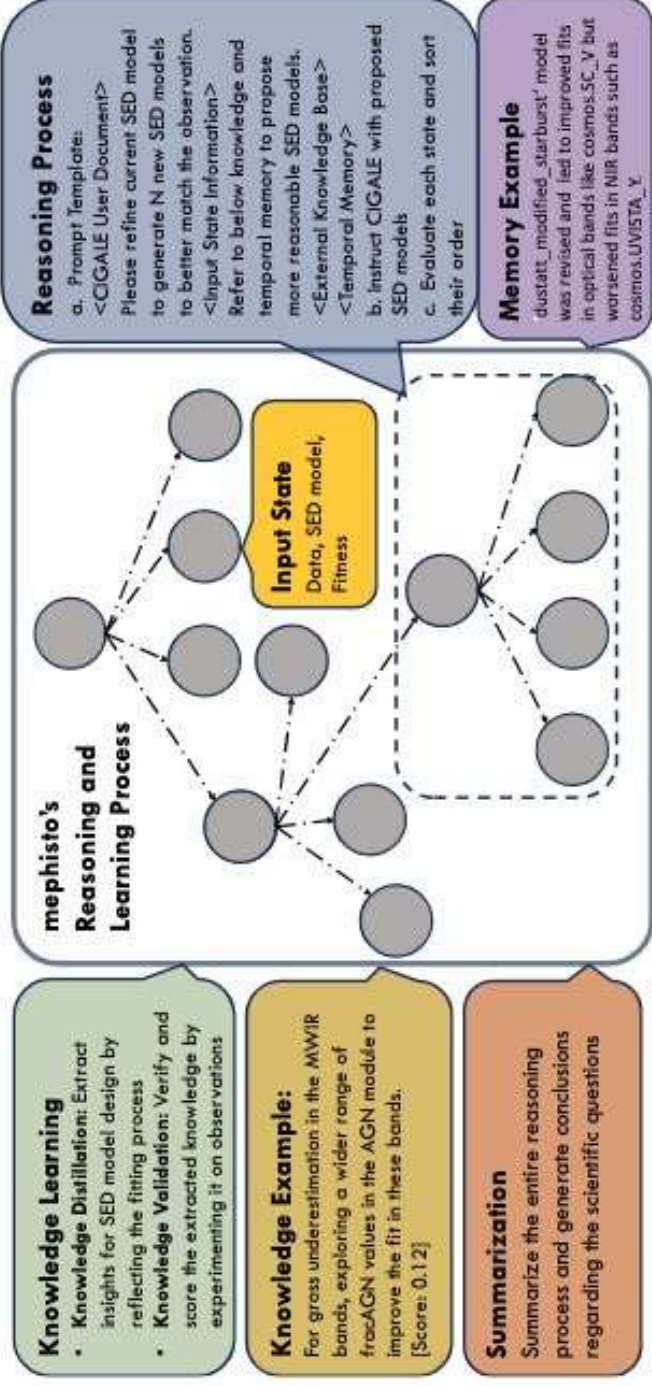 Knowledge Learning
• Knowledge Distillation: Extract
insights for SED model design by
reflecting the fitting process
• Knowledge Validation: Verify and
score the extracted knowledge by
experimenting it on observations
Knowledge Example:
For gross underestimation in the MWIR
bands, exploring a wider range of
fracAGN values in the AGN module to
improve the fit in these bands.
[Score: 0.12]
Summarization
Summarize the entire reasoning
process and generate conclusions
regarding the scientific questions
mephisto's
Reasoning and
Learning Process
Input State
Data, SED model,
Fitness
Reasoning Process
a. Prompt Template:
<CIGALE User Document>
Please refine current SED model
to generate N new SED models
to better match the observation.
<Input State Information>
Refer to below knowledge and
temporal memory to propose
more reasonable SED models.
<External Knowledge Base>
<Temporal Memory>
b. Instruct CIGALE with proposed
SED models
c. Evaluate each state and sort
their order
Memory Example
'dustatt_modified_starburst' model
was revised and led to improved fits
in optical bands like cosmos.SC_V but
worsened fits in NIR bands such as
cosmos.UVISTA_Y.